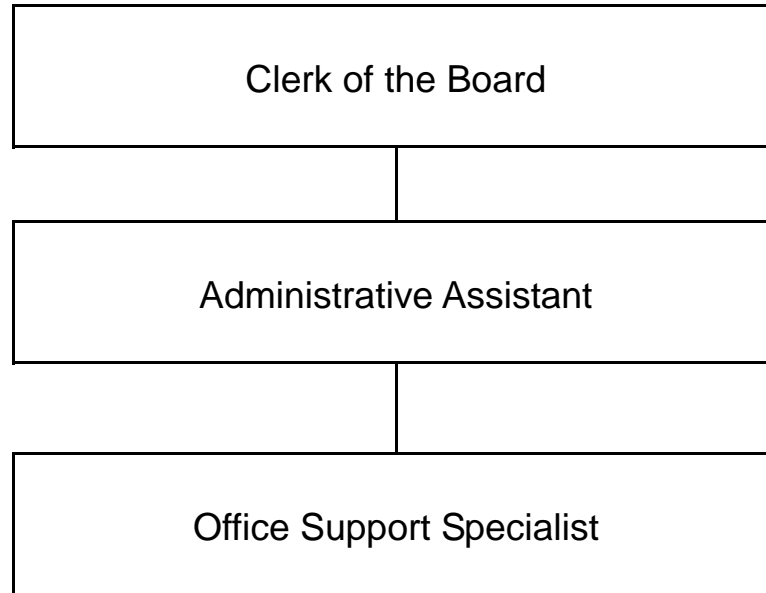 Clerk of the Board
Administrative Assistant
Office Support Specialist